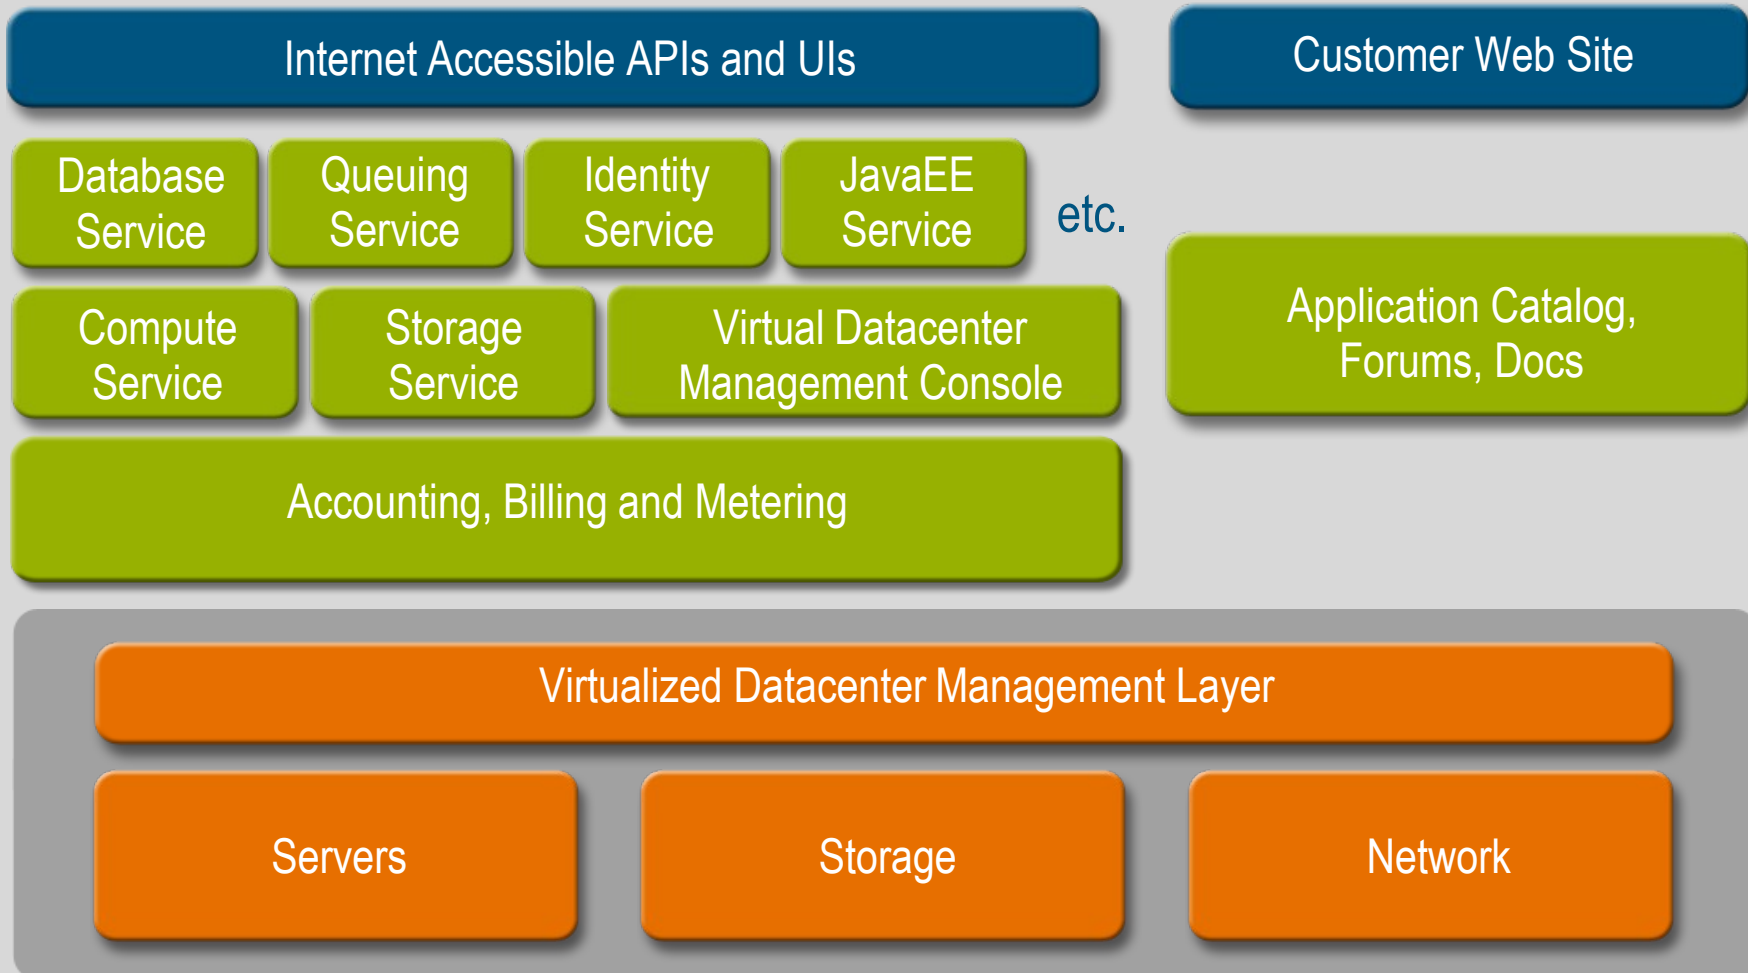 Internet Accessible APIs and UIs
Customer Web Site
Database
Service
Queuing
Service
Identity
Service
JavaEE
Service
etc.
Compute
Service
Storage
Service
Virtual Datacenter
Management Console
Application Catalog,
Forums, Docs
Accounting, Billing and Metering
Virtualized Datacenter Management Layer
Servers
Storage
Network